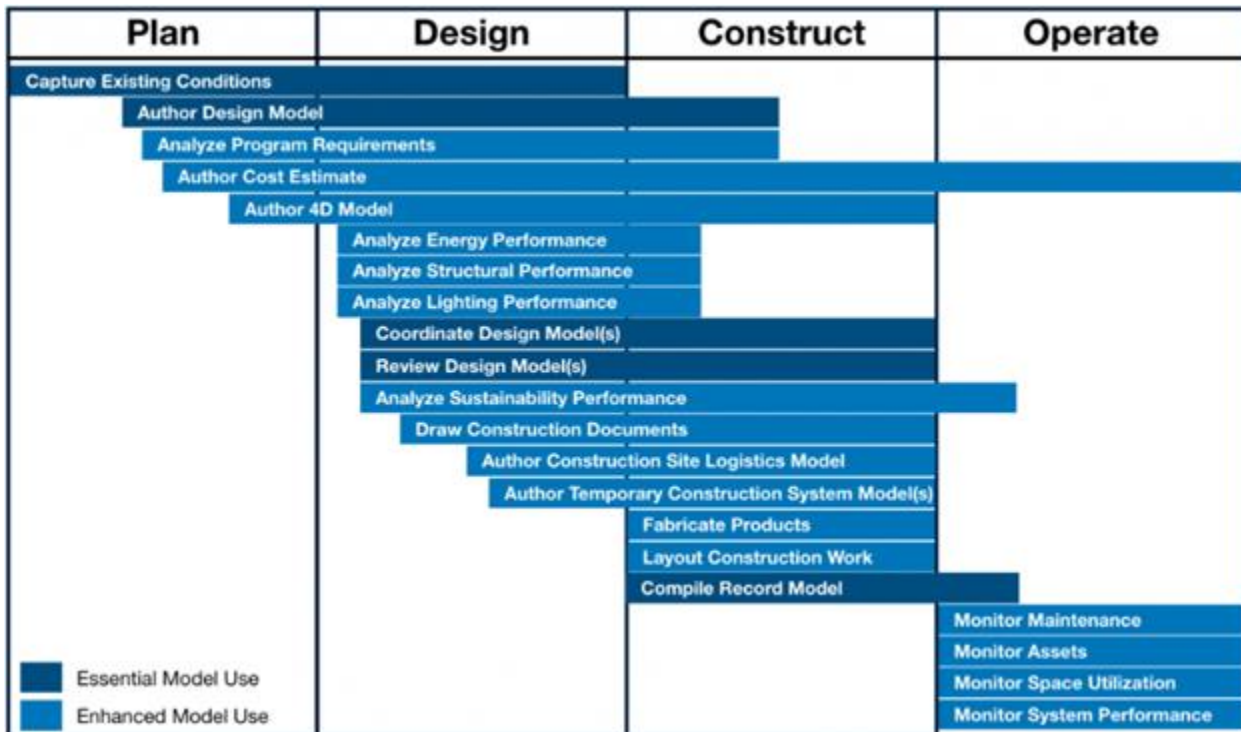 Plan Design Construct Operate
Capture Existing Conditions
Author Design Model
Analyze Program Requirements
Author Cost Estimate
Author 4D Model
Analyze Energy Performance
Analyze Structural Performance
Analyze Lighting Performance
Coordinate Design Model(s)
Review Design Model(s)
Analyze Sustainability Performance
Draw Construction Documents
Author Construction Site Logistics Model
Author Temporary Construction System Model(s)
Fabricate Products
Layout Construction Work
Compile Record Model
Monitor Maintenance
Monitor Assets
Monitor Space Utilization
Monitor System Performance
Essential Model Use
Enhanced Model Use